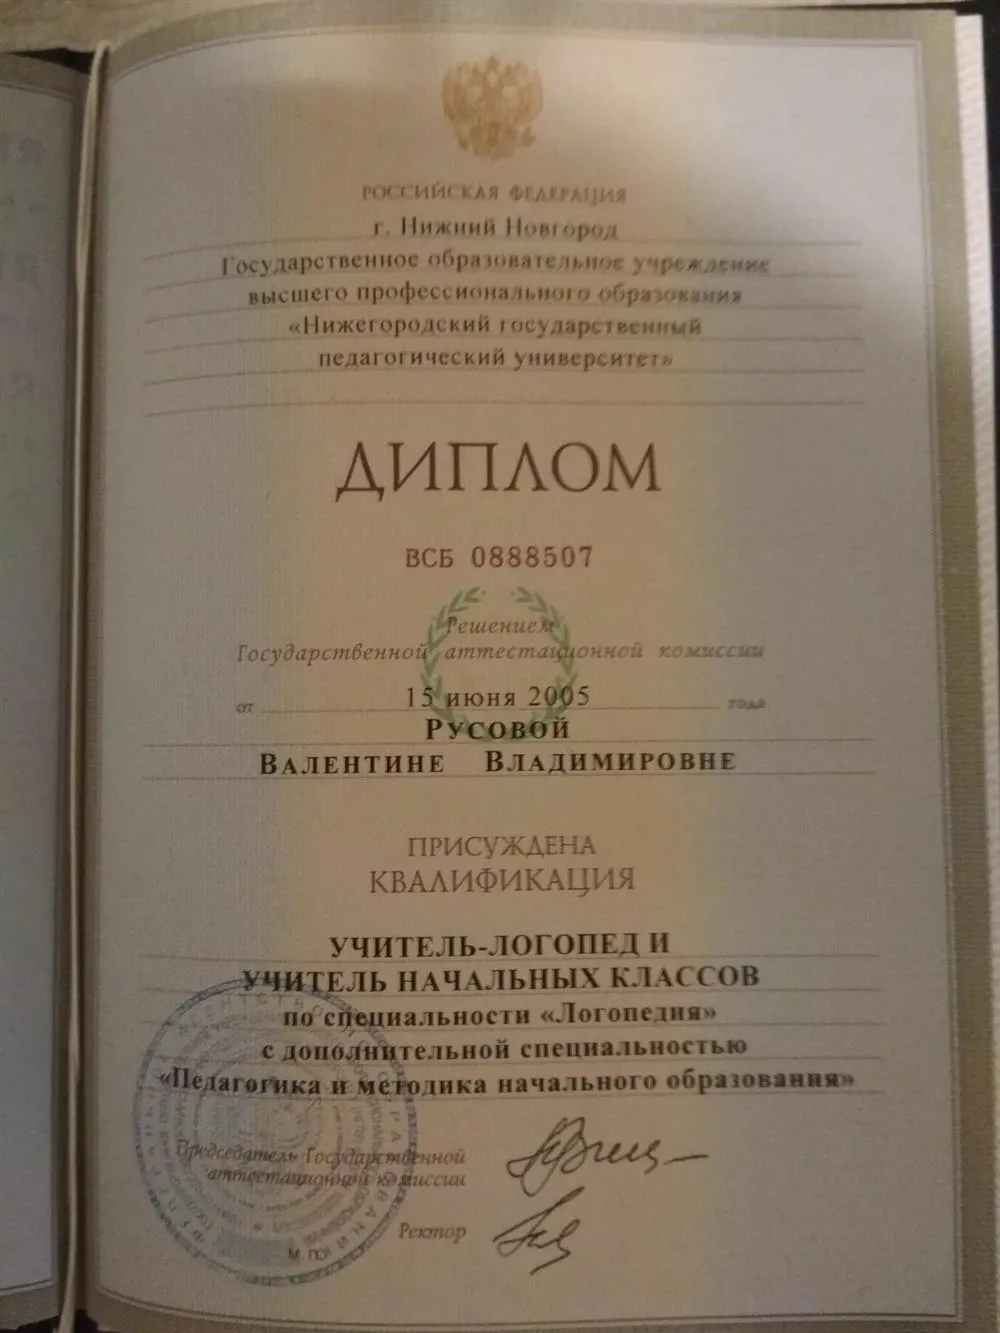 РОССИЙСКАЯ ФЕДЕРАЦИЯ
г. Нижний Новгород
Государственное образовательное учреждение
высшего профессионального образования
«Нижегородский государственный
педагогический университет»
ДИПЛОМ
ВСБ 0888507
Решением
Государственной аттестационной комиссии
от 15 июня 2005 года
РУСОВОЙ
ВАЛЕНТИНЕ ВЛАДИМИРОВНЕ
ПРИСУЖДЕНА
КВАЛИФИКАЦИЯ
УЧИТЕЛЬ-ЛОГОПЕД И
УЧИТЕЛЬ НАЧАЛЬНЫХ КЛАССОВ
по специальности «Логопедия»
с дополнительной специальностью
«Педагогика и методика начального образования»
Председатель Государственной
аттестационной комиссии
Ректор